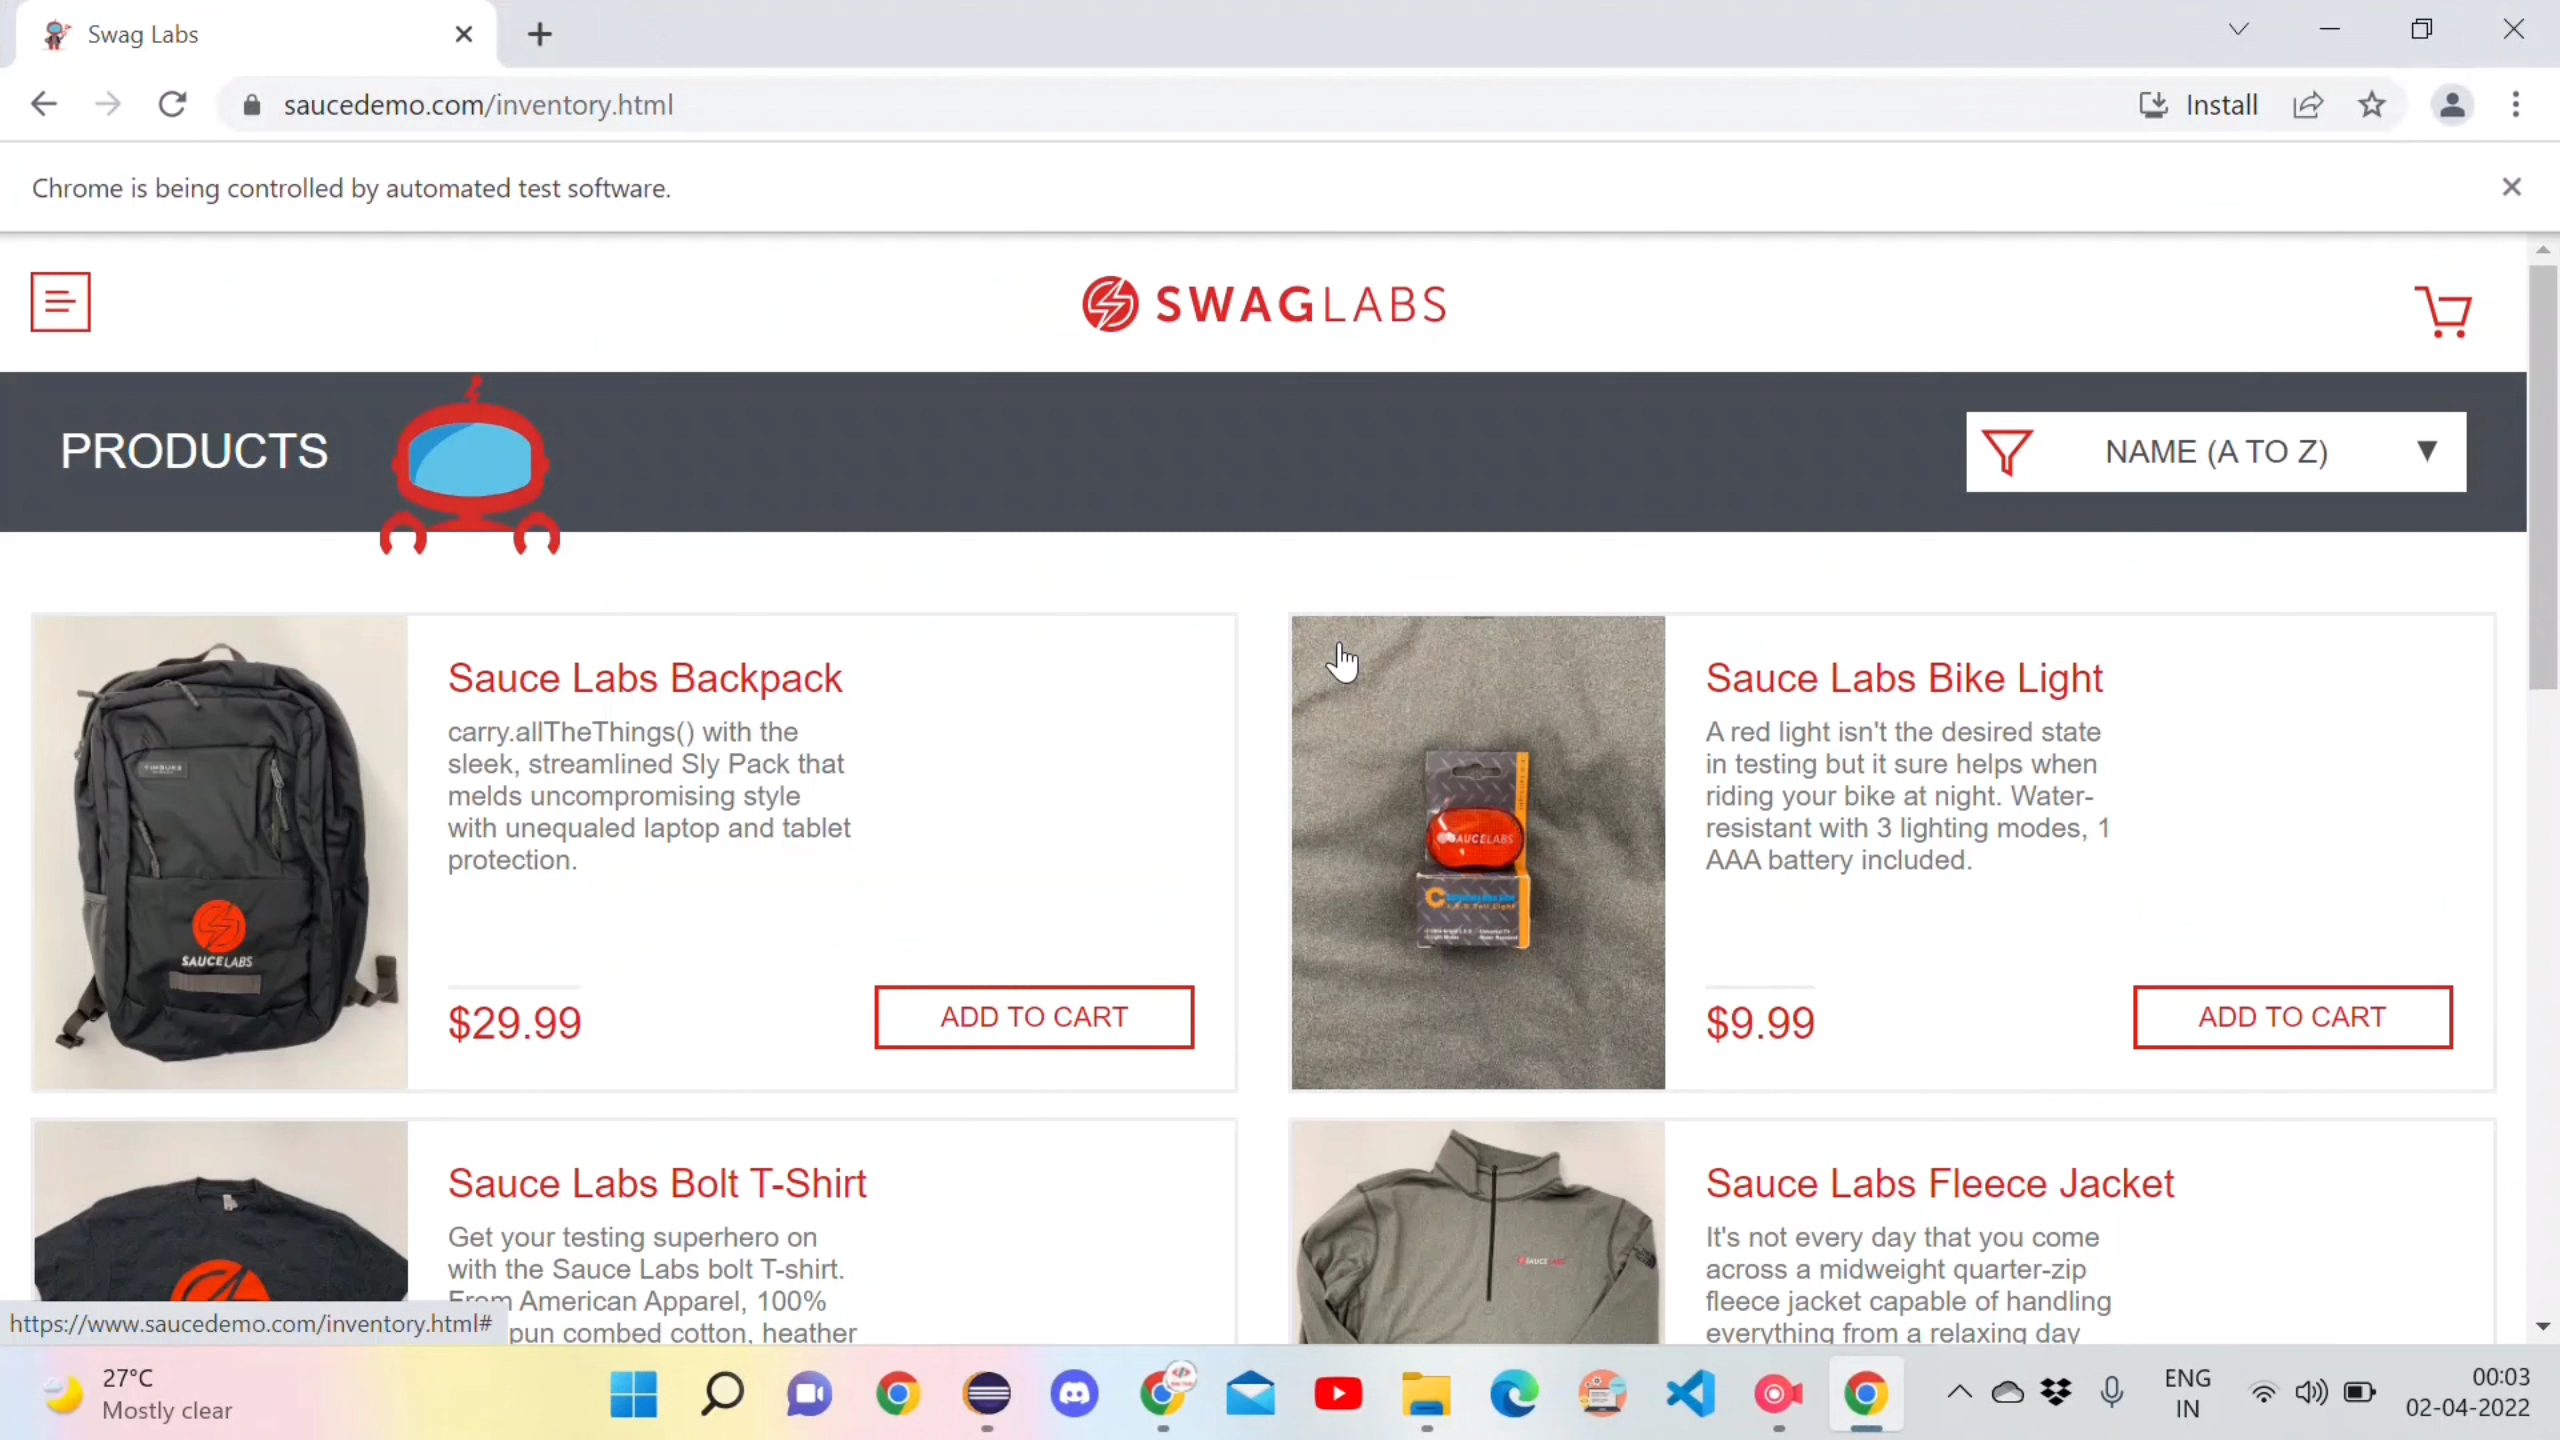 Swag Labs
saucedemo.com/inventory.html
Install
Chrome is being controlled by automated test software.
SWAGLABS
PRODUCTS
NAME (A TO Z)
Sauce Labs Backpack
carry.allTheThings() with the
sleek, streamlined Sly Pack that
melds uncompromising style
with unequaled laptop and tablet
protection.
$29.99
ADD TO CART
SAUCELABS
Sauce Labs Bike Light
A red light isn't the desired state
in testing but it sure helps when
riding your bike at night. Water-
resistant with 3 lighting modes, 1
AAA battery included.
$9.99
ADD TO CART
SAUCELABS
Sauce Labs Bolt T-Shirt
Get your testing superhero on
with the Sauce Labs bolt T-shirt.
From American Apparel, 100%
pun combed cotton, heather
Sauce Labs Fleece Jacket
It's not every day that you come
across a midweight quarter-zip
fleece jacket capable of handling
everything from a relaxing day
SAUCE LABS
https://www.saucedemo.com/inventory.html#
27°C
Mostly clear
ENG
IN
00:03
02-04-2022